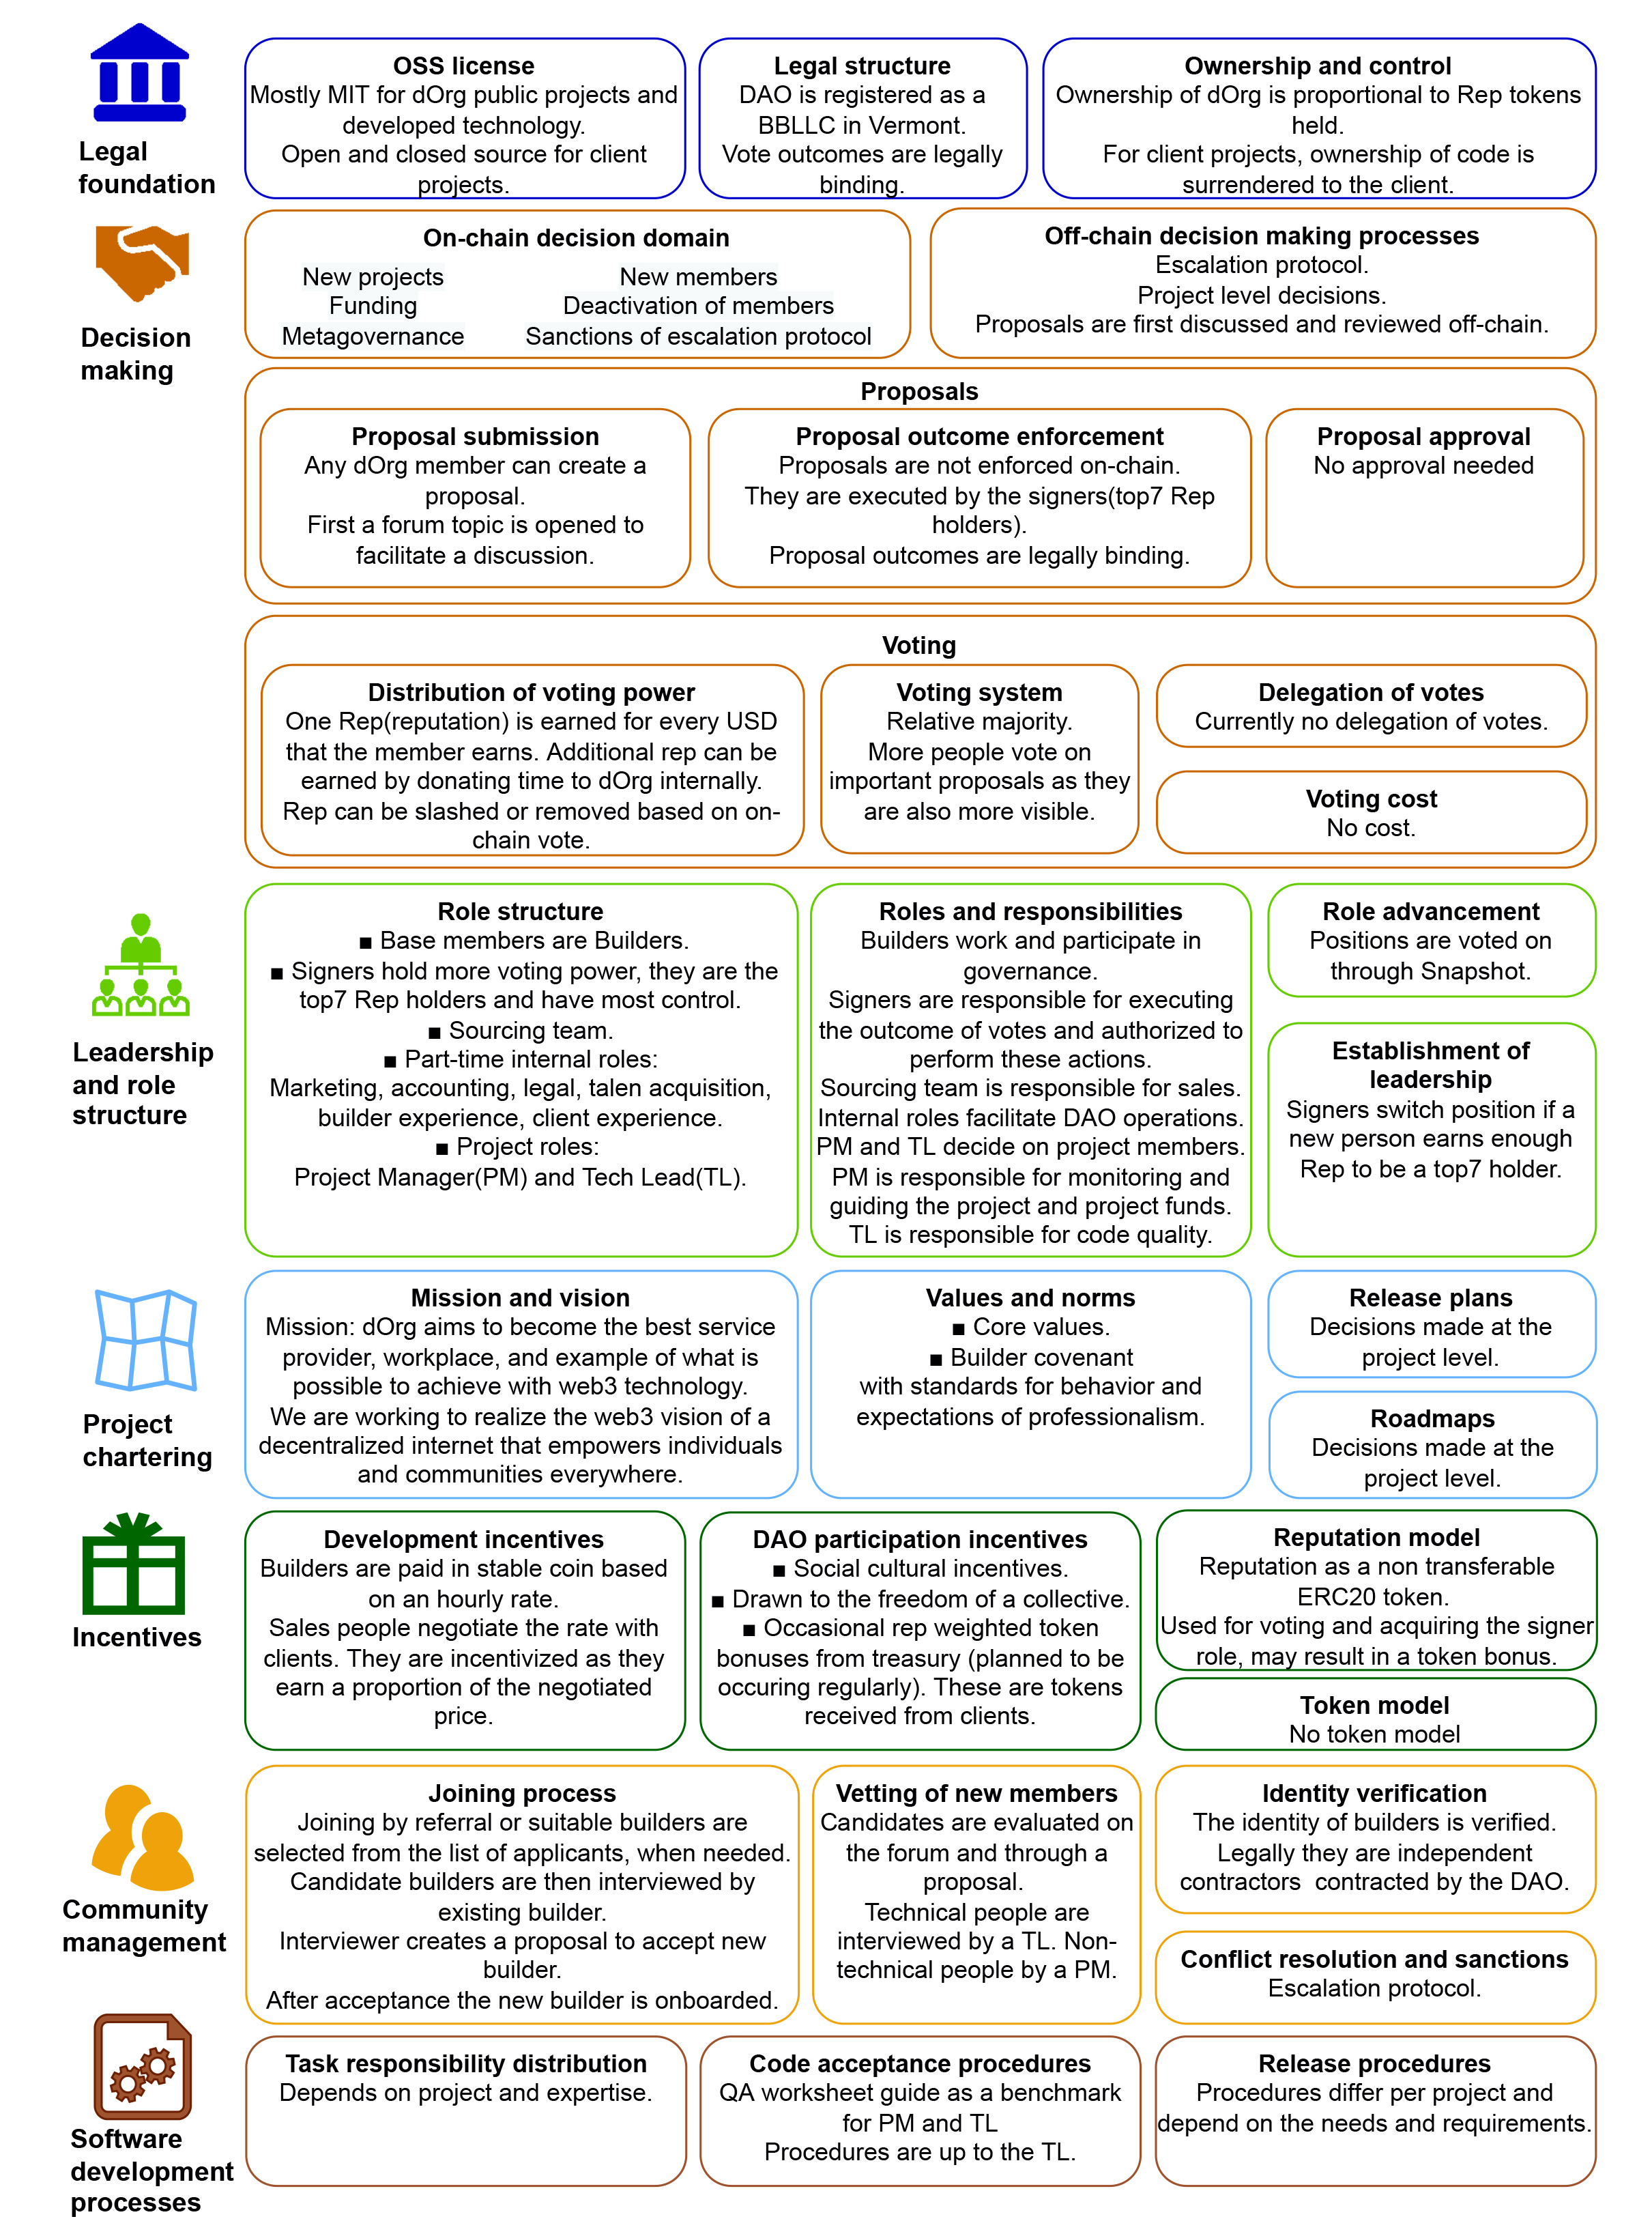 Legal
foundation
OSS license
Mostly MIT for dOrg public projects and
developed technology.
Open and closed source for client
projects.
Legal structure
DAO is registered as a
BBLLC in Vermont.
Vote outcomes are legally
binding.
Ownership and control
Ownership of dOrg is proportional to Rep tokens
held.
For client projects, ownership of code is
surrendered to the client.
Decision
making
On-chain decision domain
New projects
Funding
Metagovernance
New members
Deactivation of members
Sanctions of escalation protocol
Off-chain decision making processes
Escalation protocol.
Project level decisions.
Proposals are first discussed and reviewed off-chain.
Proposals
Proposal submission
Any dOrg member can create a
proposal.
First a forum topic is opened to
facilitate a discussion.
Proposal outcome enforcement
Proposals are not enforced on-chain.
They are executed by the signers(top7 Rep
holders).
Proposal outcomes are legally binding.
Proposal approval
No approval needed
Voting
Distribution of voting power
One Rep(reputation) is earned for every USD
that the member earns. Additional rep can be
earned by donating time to dOrg internally.
Rep can be slashed or removed based on on-
chain vote.
Voting system
Relative majority.
More people vote on
important proposals as they
are also more visible.
Delegation of votes
Currently no delegation of votes.
Voting cost
No cost.
Leadership
and role
structure
Role structure
■ Base members are Builders.
■ Signers hold more voting power, they are the
top7 Rep holders and have most control.
■ Sourcing team.
■ Part-time internal roles:
Marketing, accounting, legal, talen acquisition,
builder experience, client experience.
■ Project roles:
Project Manager(PM) and Tech Lead(TL).
Roles and responsibilities
Builders work and participate in
governance.
Signers are responsible for executing
the outcome of votes and authorized to
perform these actions.
Sourcing team is responsible for sales.
Internal roles facilitate DAO operations.
PM and TL decide on project members.
PM is responsible for monitoring and
guiding the project and project funds.
TL is responsible for code quality.
Role advancement
Positions are voted on
through Snapshot.
Establishment of
leadership
Signers switch position if a
new person earns enough
Rep to be a top7 holder.
Project
chartering
Mission and vision
Mission: dOrg aims to become the best service
provider, workplace, and example of what is
possible to achieve with web3 technology.
We are working to realize the web3 vision of a
decentralized internet that empowers individuals
and communities everywhere.
Values and norms
■ Core values.
■ Builder covenant
with standards for behavior and
expectations of professionalism.
Release plans
Decisions made at the
project level.
Roadmaps
Decisions made at the
project level.
Incentives
Development incentives
Builders are paid in stable coin based
on an hourly rate.
Sales people negotiate the rate with
clients. They are incentivized as they
earn a proportion of the negotiated
price.
DAO participation incentives
■ Social cultural incentives.
■ Drawn to the freedom of a collective.
■ Occasional rep weighted token
bonuses from treasury (planned to be
occuring regularly). These are tokens
received from clients.
Reputation model
Reputation as a non transferable
ERC20 token.
Used for voting and acquiring the signer
role, may result in a token bonus.
Token model
No token model
Community
management
Joining process
Joining by referral or suitable builders are
selected from the list of applicants, when needed.
Candidate builders are then interviewed by
existing builder.
Interviewer creates a proposal to accept new
builder.
After acceptance the new builder is onboarded.
Vetting of new members
Candidates are evaluated on
the forum and through a
proposal.
Technical people are
interviewed by a TL. Non-
technical people by a PM.
Identity verification
The identity of builders is verified.
Legally they are independent
contractors  contracted by the DAO.
Conflict resolution and sanctions
Escalation protocol.
Software
development
processes
Task responsibility distribution
Depends on project and expertise.
Code acceptance procedures
QA worksheet guide as a benchmark
for PM and TL
Procedures are up to the TL.
Release procedures
Procedures differ per project and
depend on the needs and requirements.